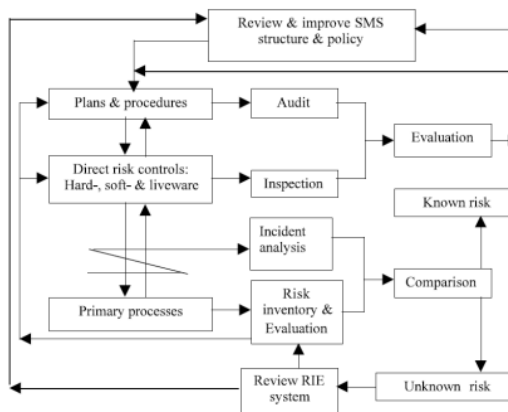 Review & improve SMS
structure & policy
Plans & procedures
Audit
Evaluation
Direct risk controls:
Hard-, soft- & liveware
Inspection
Known risk
Incident
analysis
Comparison
Primary processes
Risk
inventory &
Evaluation
Review RIE
system
Unknown risk